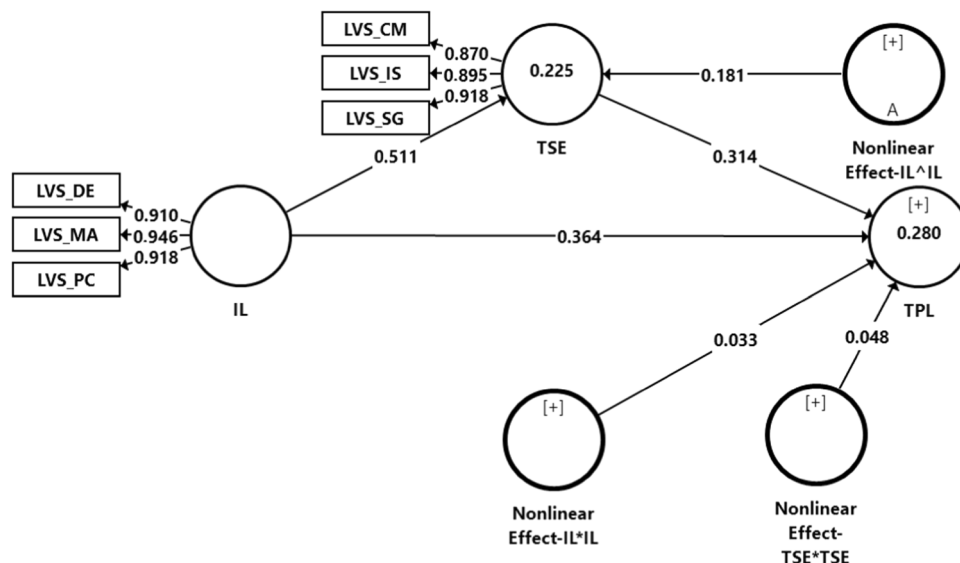 LVS_CM
0.870
LVS_IS
0.895
LVS_SG
0.918
0.225
TSE
0.181
[+]
A
Nonlinear
Effect-IL^IL
0.511
0.314
LVS_DE
0.910
LVS_MA
0.946
LVS_PC
0.918
IL
0.364
[+]
0.280
TPL
0.033
0.048
[+]
Nonlinear
Effect-IL*IL
[+]
Nonlinear
Effect-
TSE*TSE